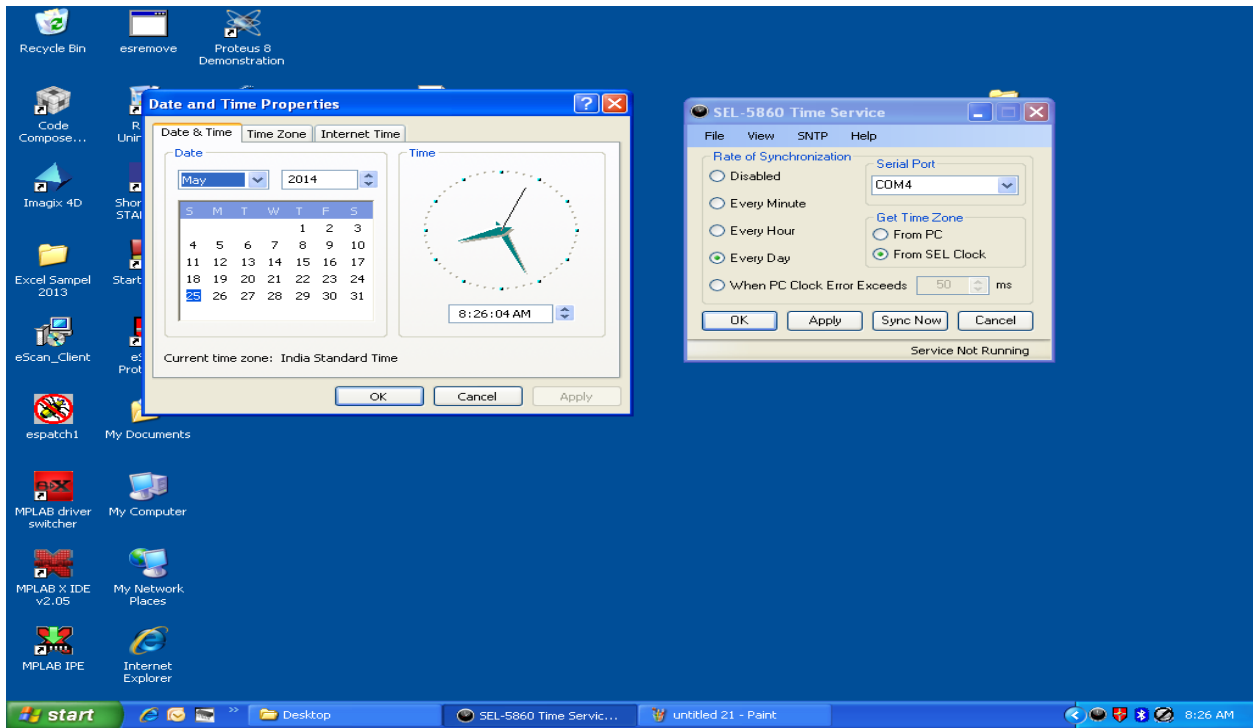 Recycle Bin
esremove
Proteus 8
Demonstration
Code
Compose...
R
Unir
Imagix 4D
Shor
STAI
Excel Sampel
2013
Start
eScan_Client
eS
Prot
espatch1
My Documents
MPLAB driver
switcher
My Computer
MPLAB X IDE
v2.05
My Network
Places
MPLAB IPE
Internet
Explorer
Date and Time Properties
Date & Time
Time Zone
Internet Time
Date
May
2014
S M T W T F S
1 2 3
4 5 6 7 8 9 10
11 12 13 14 15 16 17
18 19 20 21 22 23 24
25 26 27 28 29 30 31
Time
8:26:04 AM
Current time zone: India Standard Time
OK
Cancel
Apply
SEL-5860 Time Service
File View SNTP Help
Rate of Synchronization
Disabled
Every Minute
Every Hour
Every Day
When PC Clock Error Exceeds 50 ms
Serial Port
COM4
Get Time Zone
From PC
From SEL Clock
OK
Apply
Sync Now
Cancel
Service Not Running
start
Desktop
SEL-5860 Time Servic...
untitled 21 - Paint
8:26 AM